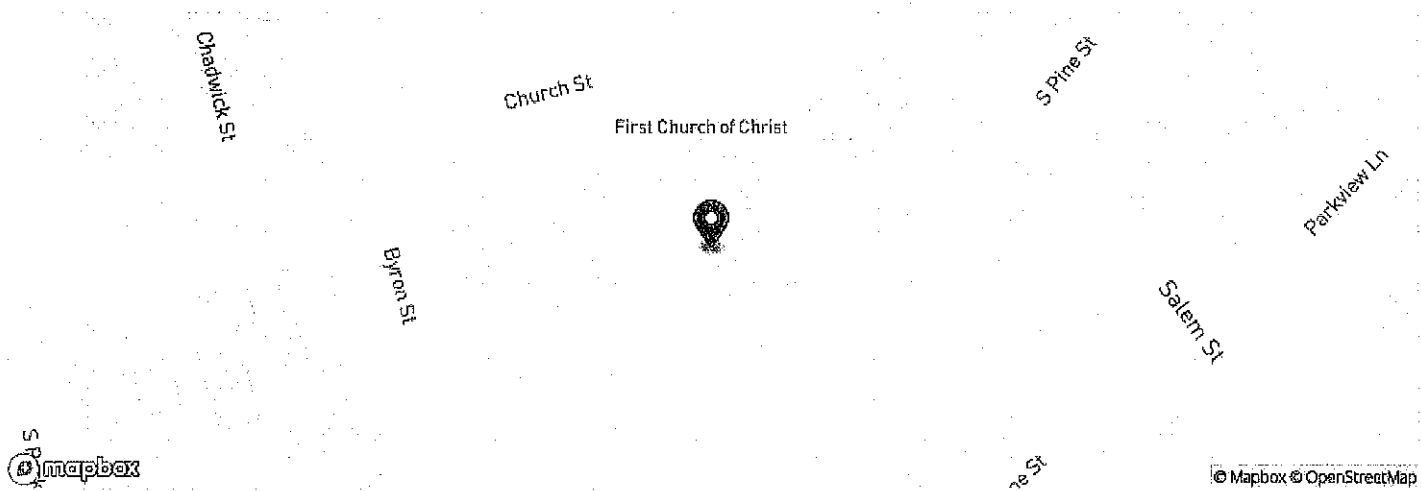 Chadwick St
Church St
S Pine St
First Church of Christ
Parkview Ln
Byron St
Salem St
mapbox
© Mapbox © OpenStreetMap